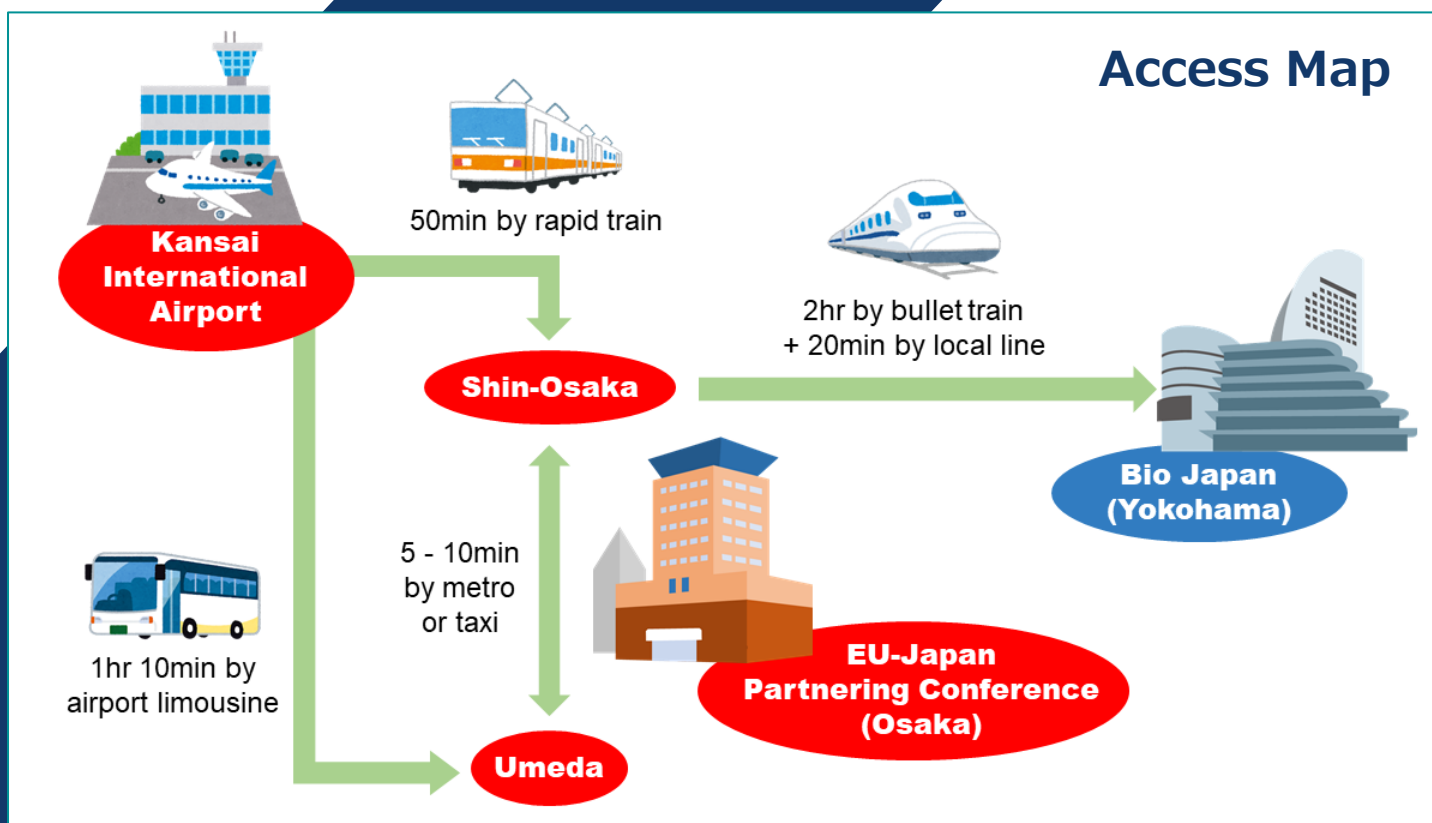 Access Map
Kansai
International
Airport
50min by rapid train
2hr by bullet train
+ 20min by local line
Shin-Osaka
Bio Japan
(Yokohama)
5 - 10min
by metro
or taxi
1hr 10min by
airport limousine
EU-Japan
Partnering Conference
(Osaka)
Umeda